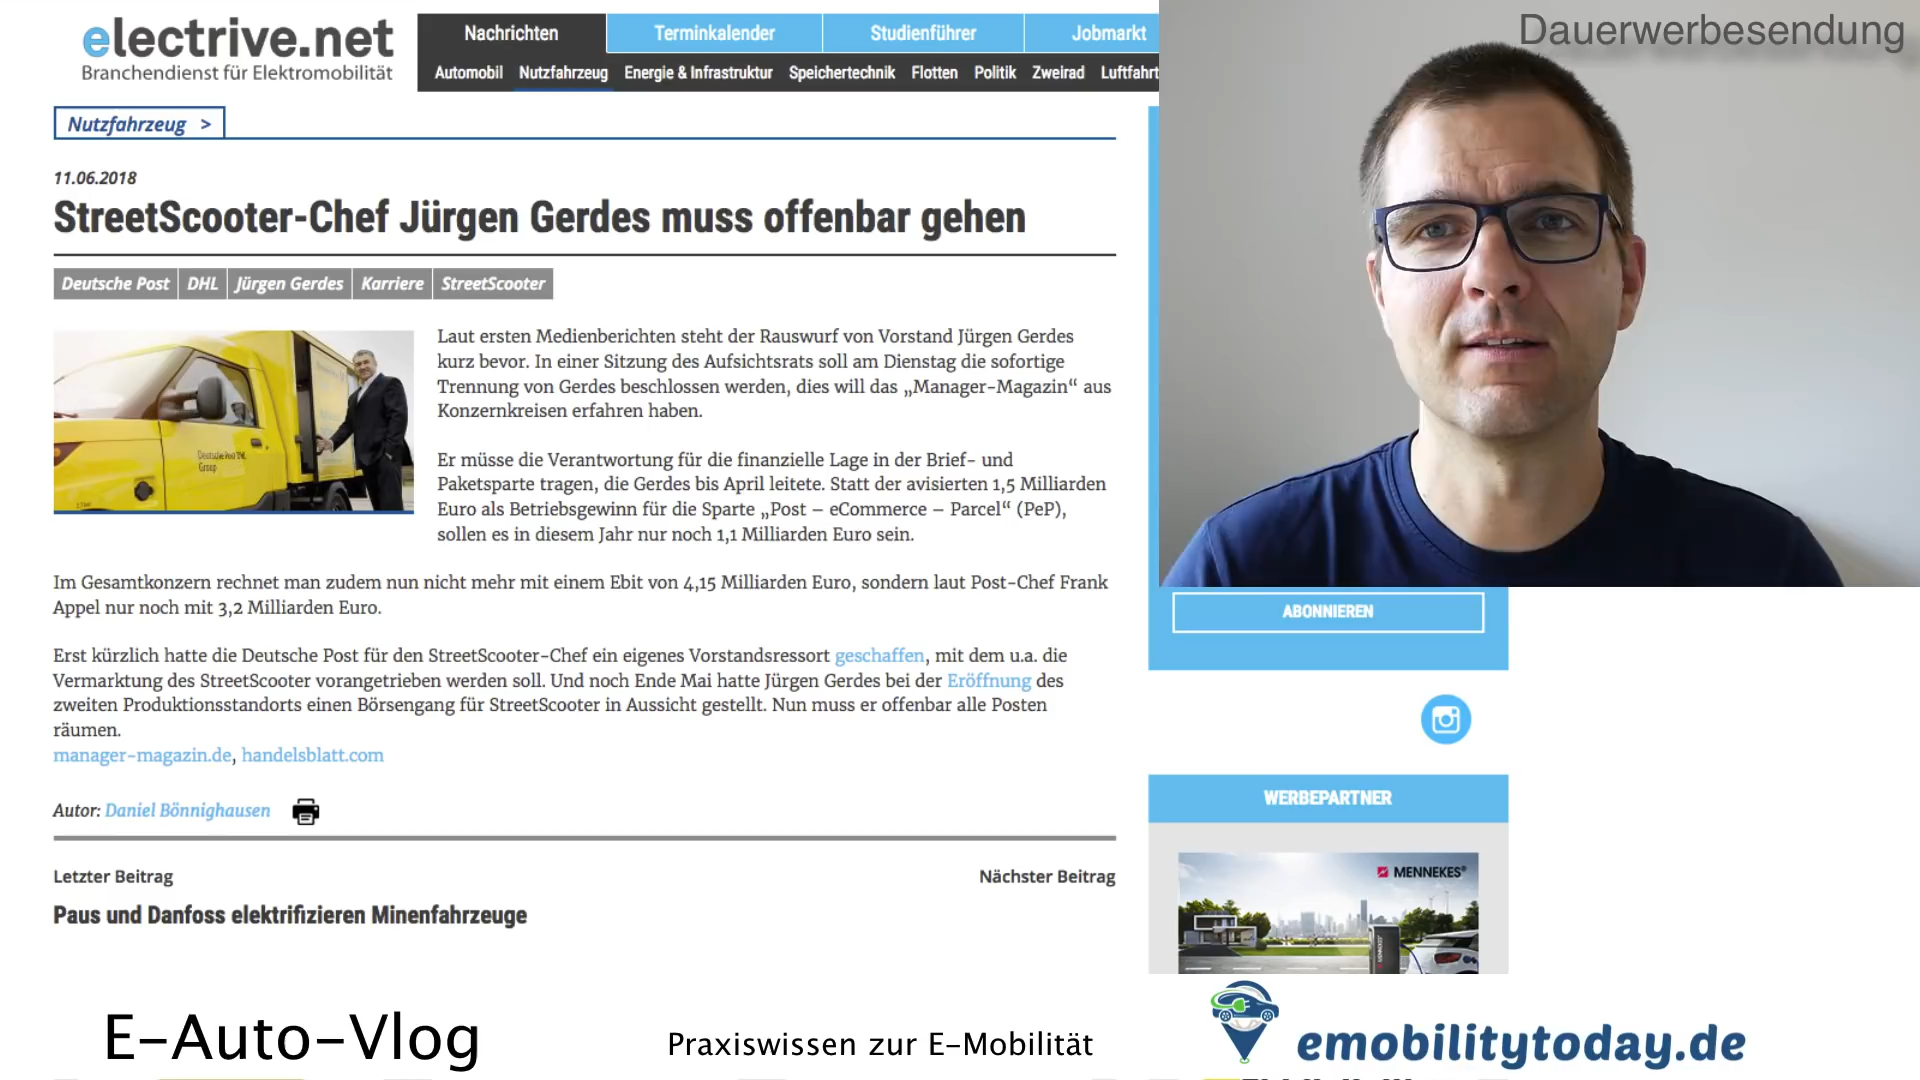 electrive.net
Branchendienst für Elektromobilität
Nachrichten
Terminkalender
Studienführer
Jobmarkt
Automobil Nutzfahrzeug Energie & Infrastruktur Speichertechnik Flotten Politik Zweirad Luftfahrt
Dauerwerbesendung
Nutzfahrzeug >
11.06.2018
StreetScooter-Chef Jürgen Gerdes muss offenbar gehen
Deutsche Post DHL Jürgen Gerdes Karriere StreetScooter
Laut ersten Medienberichten steht der Rauswurf von Vorstand Jürgen Gerdes
kurz bevor. In einer Sitzung des Aufsichtsrats soll am Dienstag die sofortige
Trennung von Gerdes beschlossen werden, dies will das „Manager-Magazin“ aus
Konzernkreisen erfahren haben.
Er müsse die Verantwortung für die finanzielle Lage in der Brief- und
Paketsparte tragen, die Gerdes bis April leitete. Statt der avisierten 1,5 Milliarden
Euro als Betriebsgewinn für die Sparte „Post – eCommerce – Parcel“ (PeP),
sollen es in diesem Jahr nur noch 1,1 Milliarden Euro sein.
Im Gesamtkonzern rechnet man zudem nun nicht mehr mit einem Ebit von 4,15 Milliarden Euro, sondern laut Post-Chef Frank
Appel nur noch mit 3,2 Milliarden Euro.
Erst kürzlich hatte die Deutsche Post für den StreetScooter-Chef ein eigenes Vorstandsressort geschaffen, mit dem u.a. die
Vermarktung des StreetScooter vorangetrieben werden soll. Und noch Ende Mai hatte Jürgen Gerdes bei der Eröffnung des
zweiten Produktionsstandorts einen Börsengang für StreetScooter in Aussicht gestellt. Nun muss er offenbar alle Posten
räumen.
manager-magazin.de, handelsblatt.com
Autor: Daniel Bönnighausen
Letzter Beitrag
Nächster Beitrag
Paus und Danfoss elektrifizieren Minenfahrzeuge
ABONNIEREN
WERBEPARTNER
MENNEKES®
E-Auto-Vlog
Praxiswissen zur E-Mobilität
emobilitytoday.de